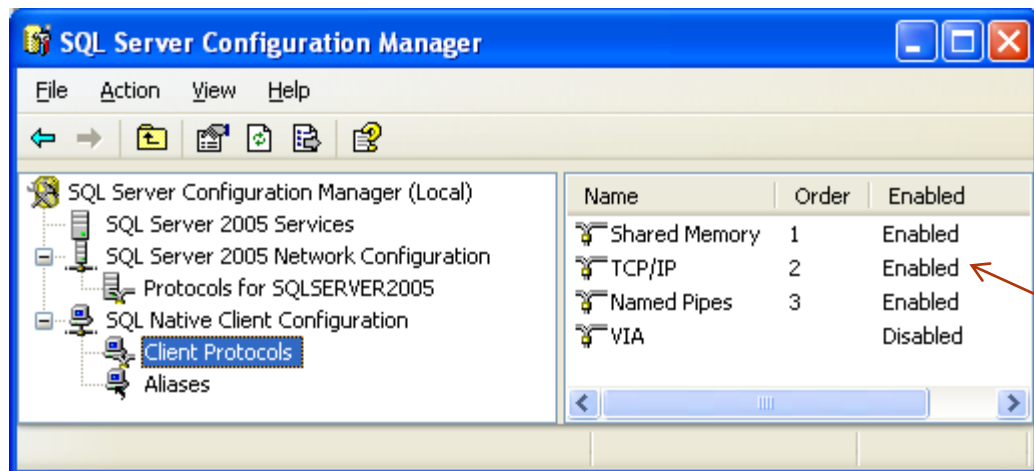 SQL Server Configuration Manager
File Action View Help
SQL Server Configuration Manager (Local)
SQL Server 2005 Services
SQL Server 2005 Network Configuration
Protocols for SQLSERVER2005
SQL Native Client Configuration
Client Protocols
Aliases
Name Order Enabled
Shared Memory 1 Enabled
TCP/IP 2 Enabled
Named Pipes 3 Enabled
VIA Disabled